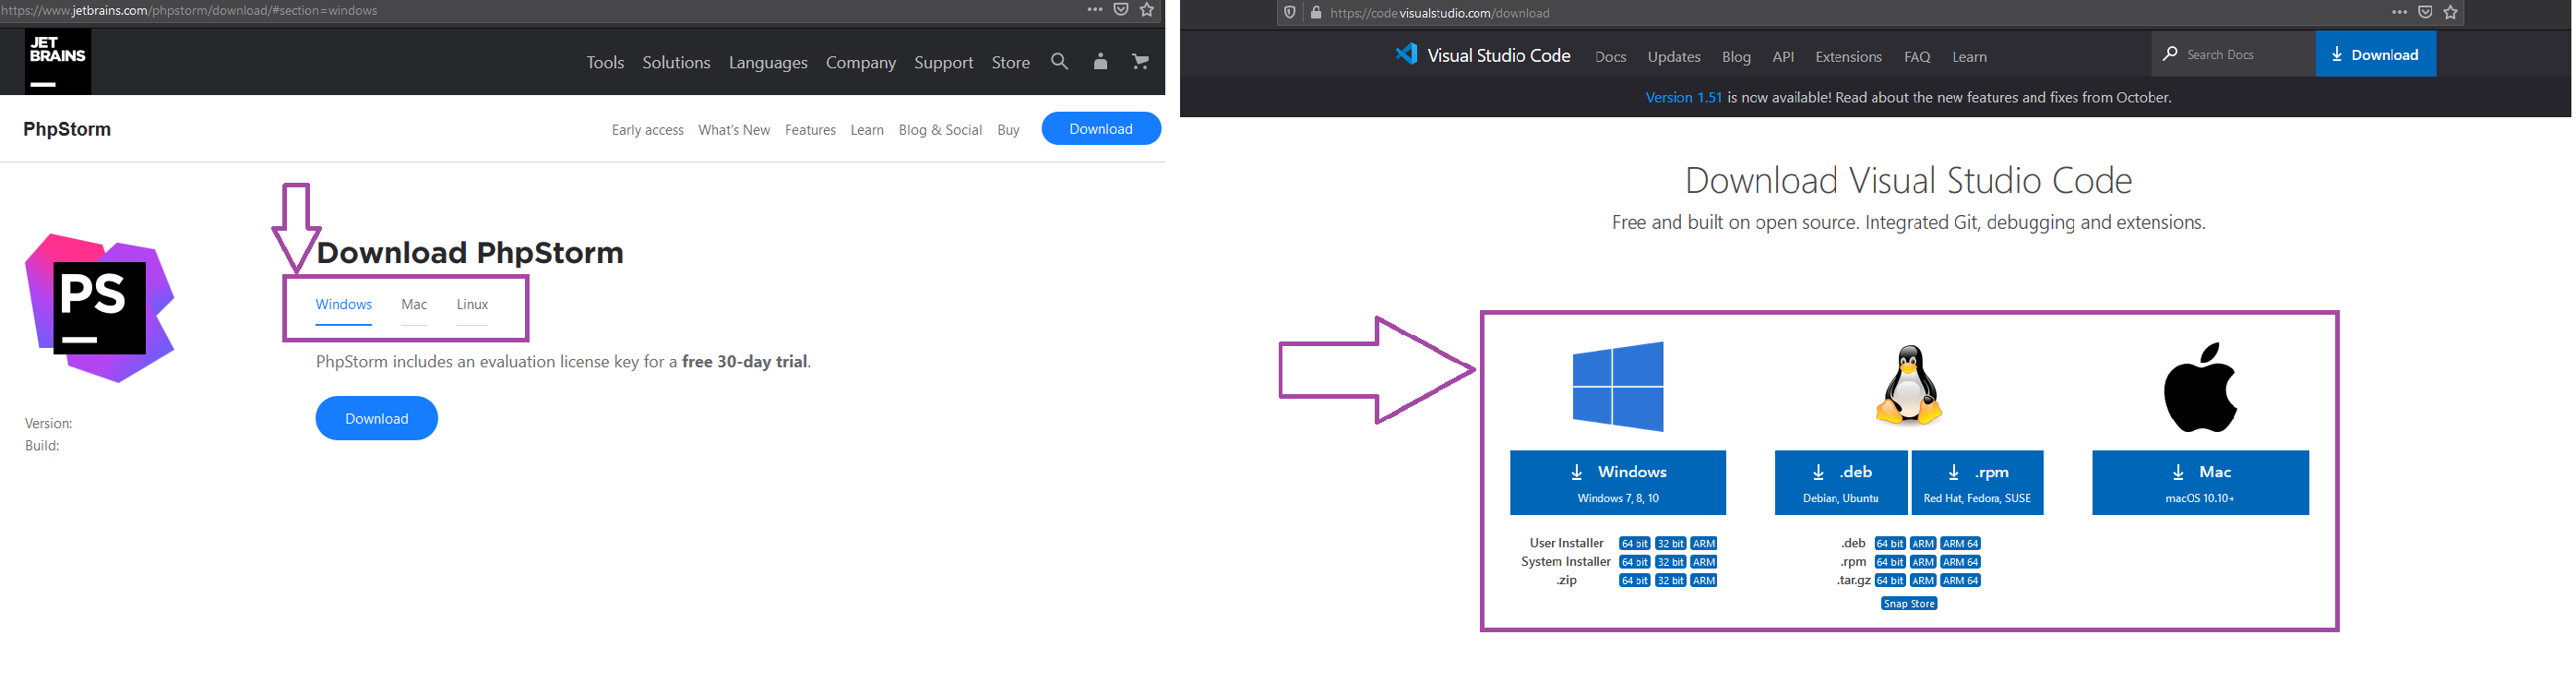 https://www.jetbrains.com/phpstorm/download/#section=windows
JET
BRAINS
Tools Solutions Languages Company Support Store
PhpStorm
Early access What's New Features Learn Blog & Social Buy Download
Download PhpStorm
PS
Windows Mac Linux
PhpStorm includes an evaluation license key for a free 30-day trial.
Download
Version:
Build:
https://code.visualstudio.com/download
Visual Studio Code Docs Updates Blog API Extensions FAQ Learn Search Docs Download
Version 1.51 is now available! Read about the new features and fixes from October.
Download Visual Studio Code
Free and built on open source. Integrated Git, debugging and extensions.
Windows
Windows 7, 8, 10
User Installer 64 bit 32 bit ARM
System Installer 64 bit 32 bit ARM
.zip 64 bit 32 bit ARM
.deb .rpm
Debian, Ubuntu Red Hat, Fedora, SUSE
.deb 64 bit ARM ARM 64
.rpm 64 bit ARM ARM 64
.tar.gz 64 bit ARM ARM 64
Snap Store
Mac
macOS 10.10+